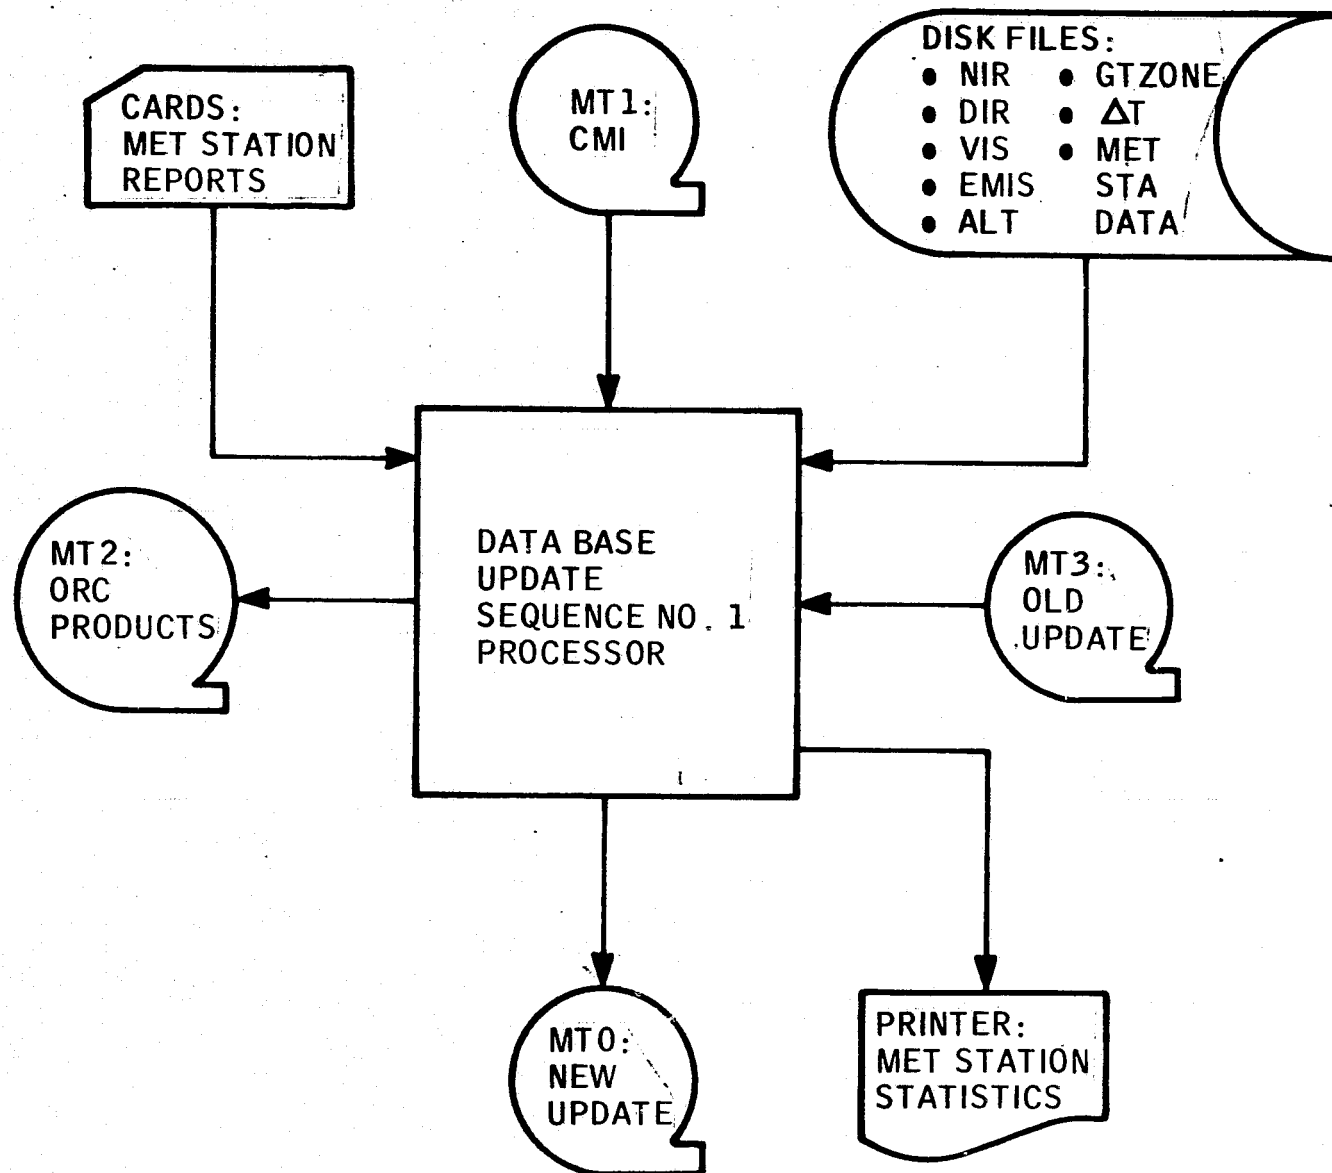 CARDS:
MET STATION
REPORTS
MT1:
CMI
DISK FILES:
• NIR • GTZONE
• DIR • ΔT
• VIS • MET
• EMIS STA
• ALT DATA
MT2:
ORC
PRODUCTS
DATA BASE
UPDATE
SEQUENCE NO. 1
PROCESSOR
MT3:
OLD
UPDATE
MT0:
NEW
UPDATE
PRINTER:
MET STATION
STATISTICS